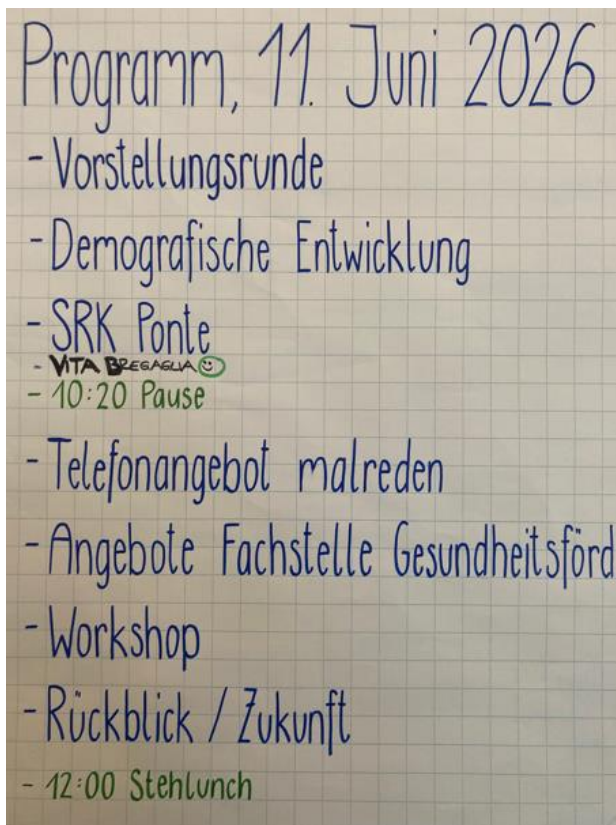 Programm, 11. Juni 2026
- Vorstellungsrunde
- Demografische Entwicklung
- SRK Ponte
- VITA BREGAGLIA
- 10:20 Pause
- Telefonangebot malreden
- Angebote Fachstelle Gesundheitsförd
- Workshop
- Rückblick / Zukunft
- 12:00 Stehlunch